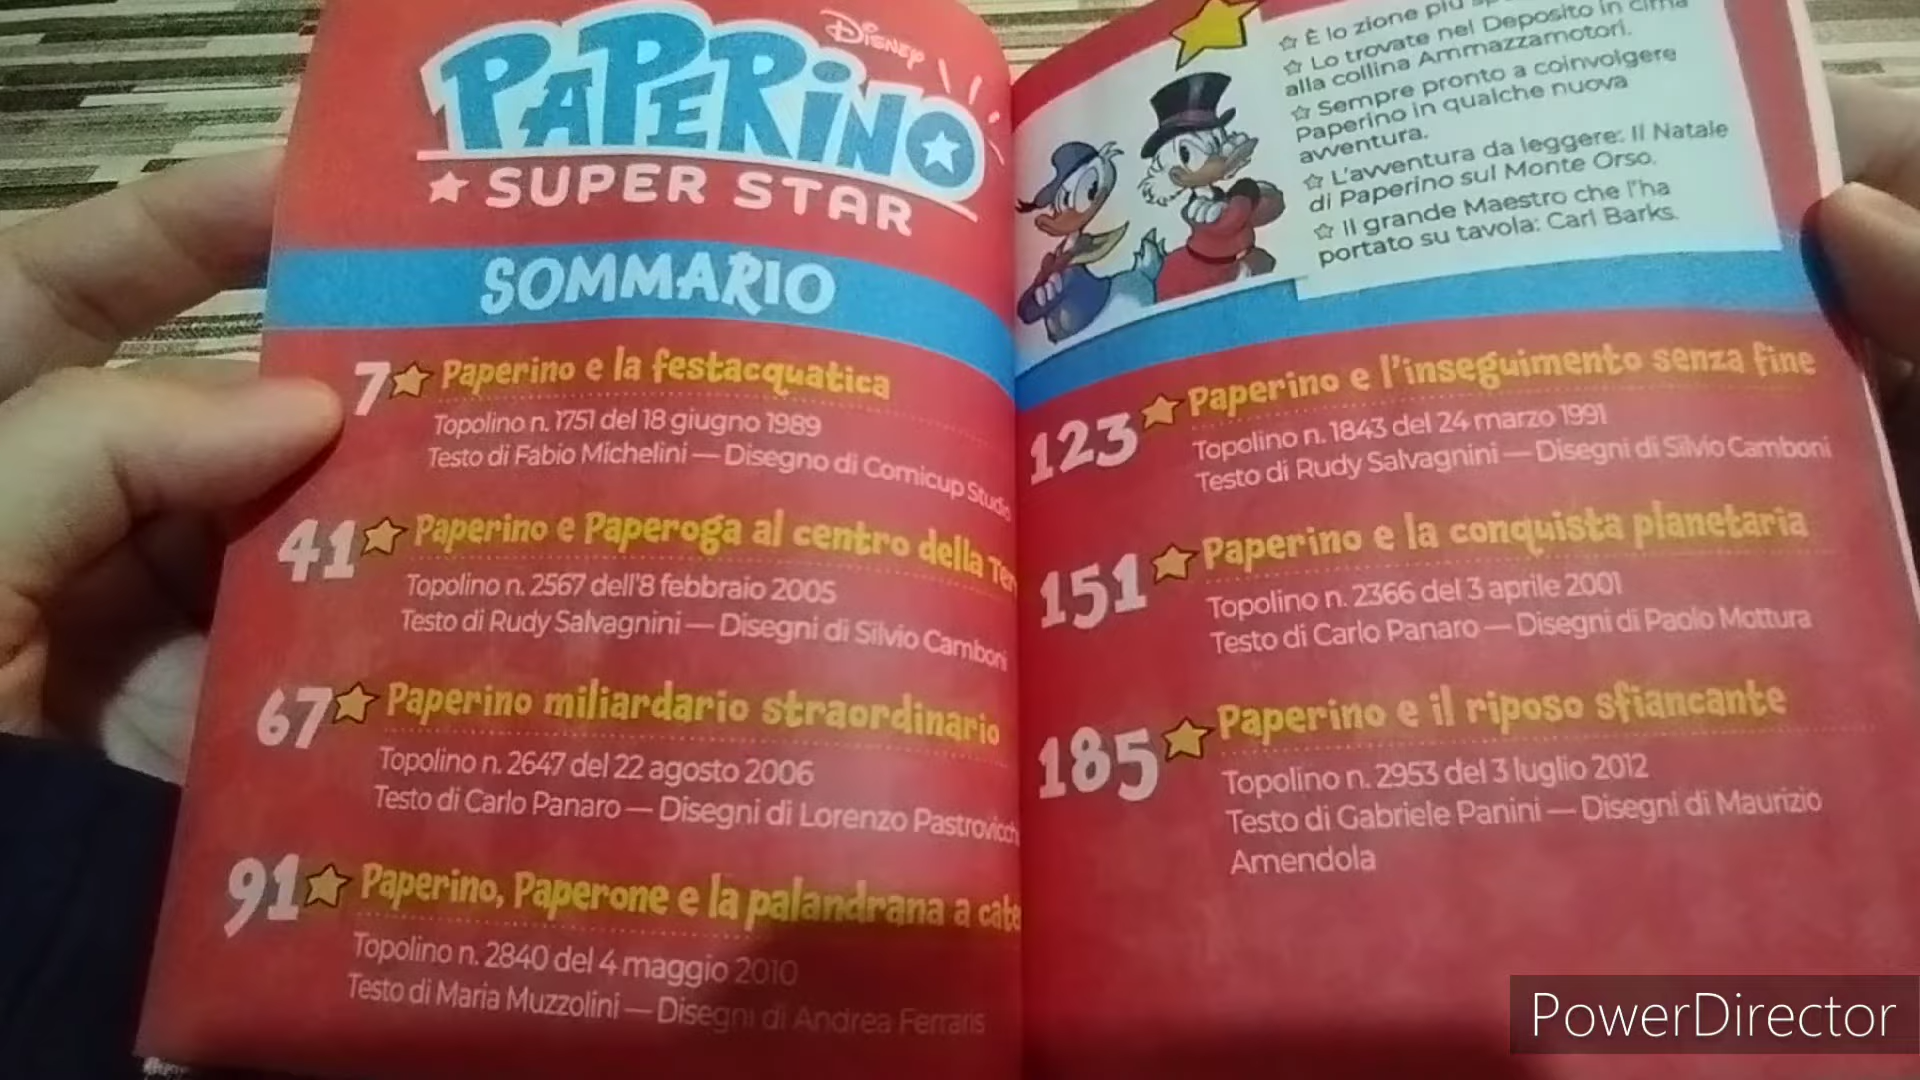 Disney
PAPERINO
SUPER STAR
SOMMARIO
7 Paperino e la festacquatica
Topolino n. 1751 del 18 giugno 1989
Testo di Fabio Michelini — Disegno di Comicup Studio
41 Paperino e Paperoga al centro della
Topolino n. 2567 dell'8 febbraio 2005
Testo di Rudy Salvagnini — Disegni di Silvio Camboni
67 Paperino miliardario straordinario
Topolino n. 2647 del 22 agosto 2006
Testo di Carlo Panaro — Disegni di Lorenzo
91 Paperino, Paperone e la palandrana a
Topolino n. 2840 del 4 maggio 2010
Testo di Maria Muzzolini — Disegni di Andrea Ferraris
È lo zione più
Lo trovate nel Deposito in cima
alla collina Ammazzamotori.
Sempre pronto a coinvolgere
Paperino in qualche nuova
avventura.
L'avventura da leggere: Il Natale
di Paperino sul Monte Orso.
Il grande Maestro che l'ha
portato su tavola: Carl Barks.
123 Paperino e l'inseguimento senza fine
Topolino n. 1843 del 24 marzo 1991
Testo di Rudy Salvagnini — Disegni di Silvio Camboni
151 Paperino e la conquista planetaria
Topolino n. 2366 del 3 aprile 2001
Testo di Carlo Panaro — Disegni di Paolo Mottura
185 Paperino e il riposo sfiancante
Topolino n. 2953 del 3 luglio 2012
Testo di Gabriele Panini — Disegni di Maurizio
Amendola
PowerDirector